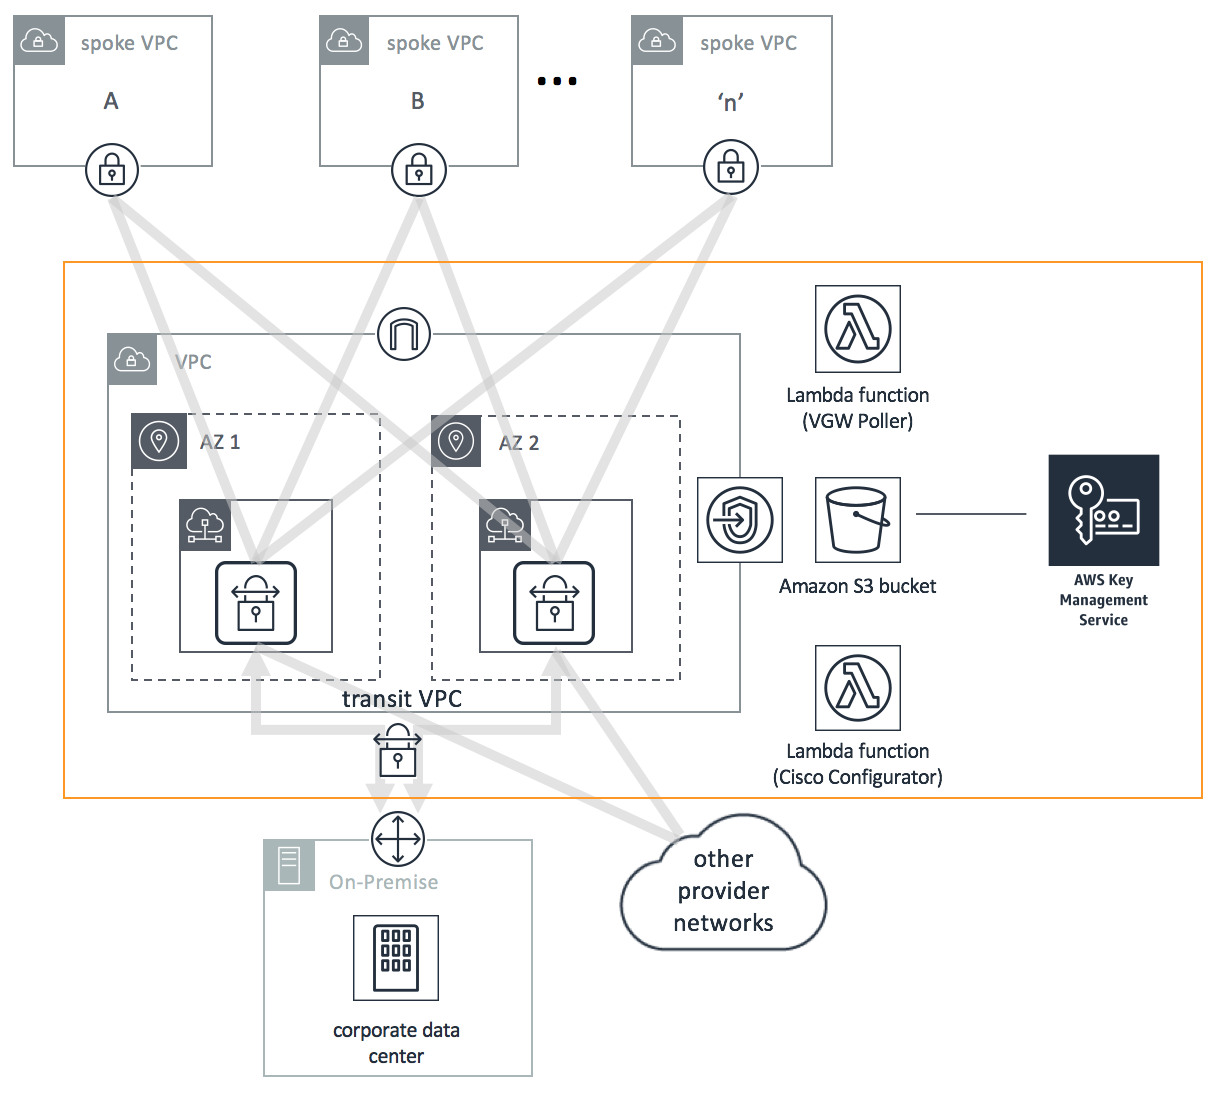 spoke VPC
A
spoke VPC
B
...
spoke VPC
‘n’
VPC
AZ 1
AZ 2
transit VPC
Lambda function
(VGW Poller)
Amazon S3 bucket
AWS Key
Management
Service
Lambda function
(Cisco Configurator)
On-Premise
corporate data
center
other
provider
networks